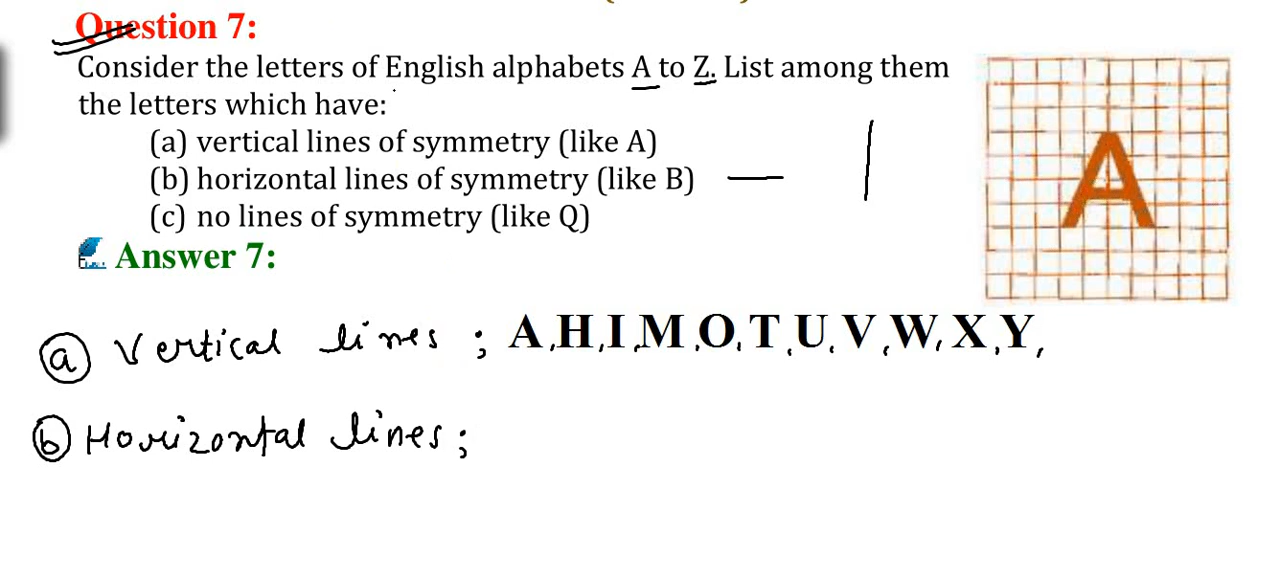 Question 7:
Consider the letters of English alphabets A to Z. List among them
the letters which have:
(a) vertical lines of symmetry (like A)
(b) horizontal lines of symmetry (like B)
(c) no lines of symmetry (like Q)
A
Answer 7:
(a) Vertical lines ; A,H,I,M,O,T,U,V,W,X,Y,
(b) Horizontal lines ;